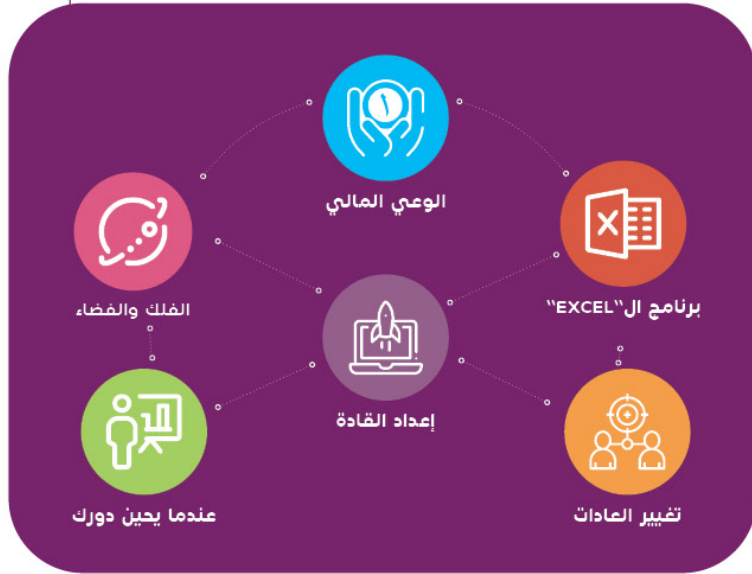 الوعي المالي
برنامج ال"EXCEL"
الفلك والفضاء
إعداد القادة
تغيير العادات
عندما يحين دورك